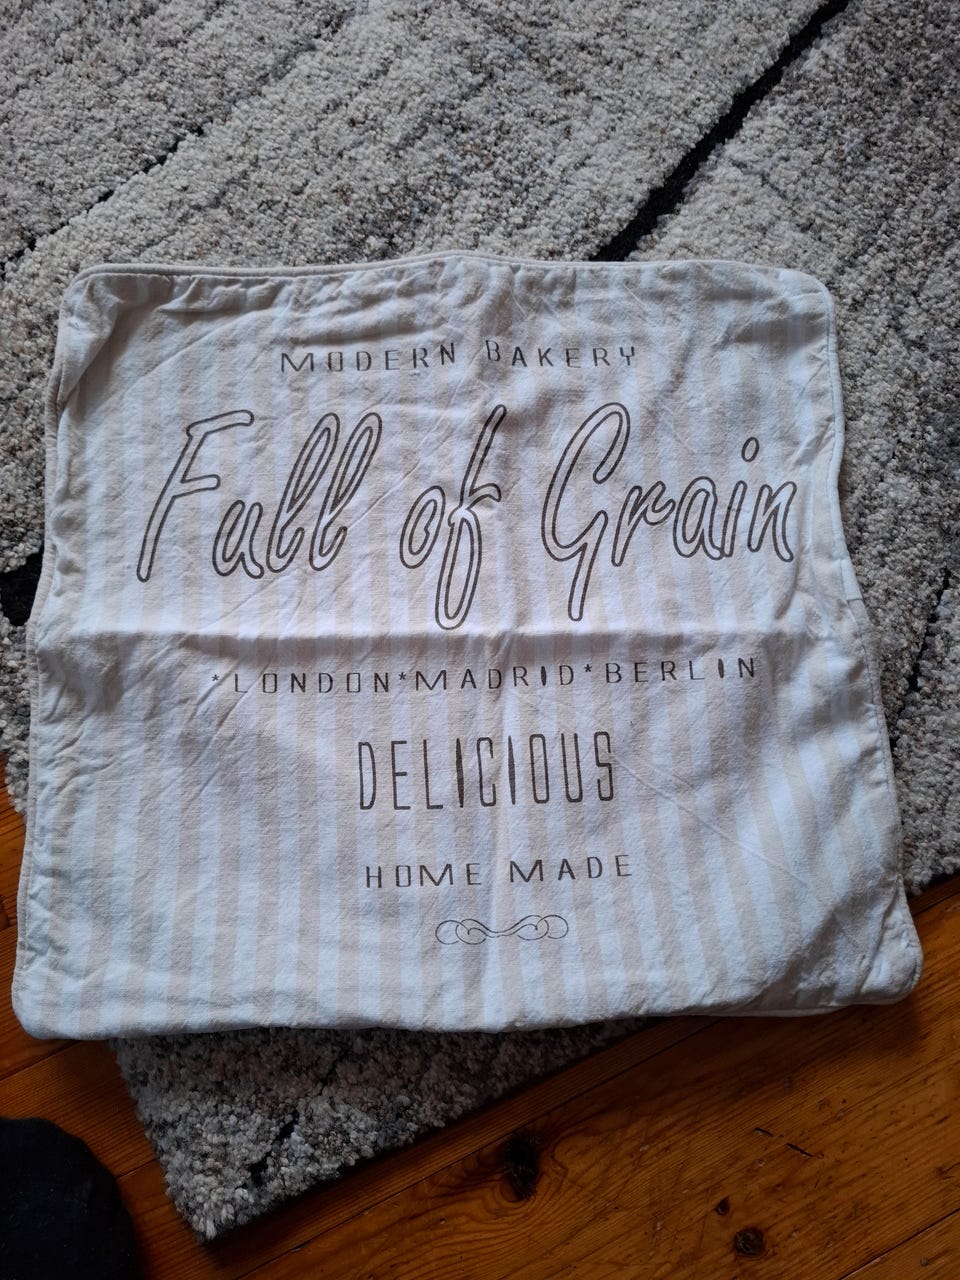 MODERN BAKERY
Full of Grain
*LONDON*MADRID*BERLIN
DELICIOUS
HOME MADE